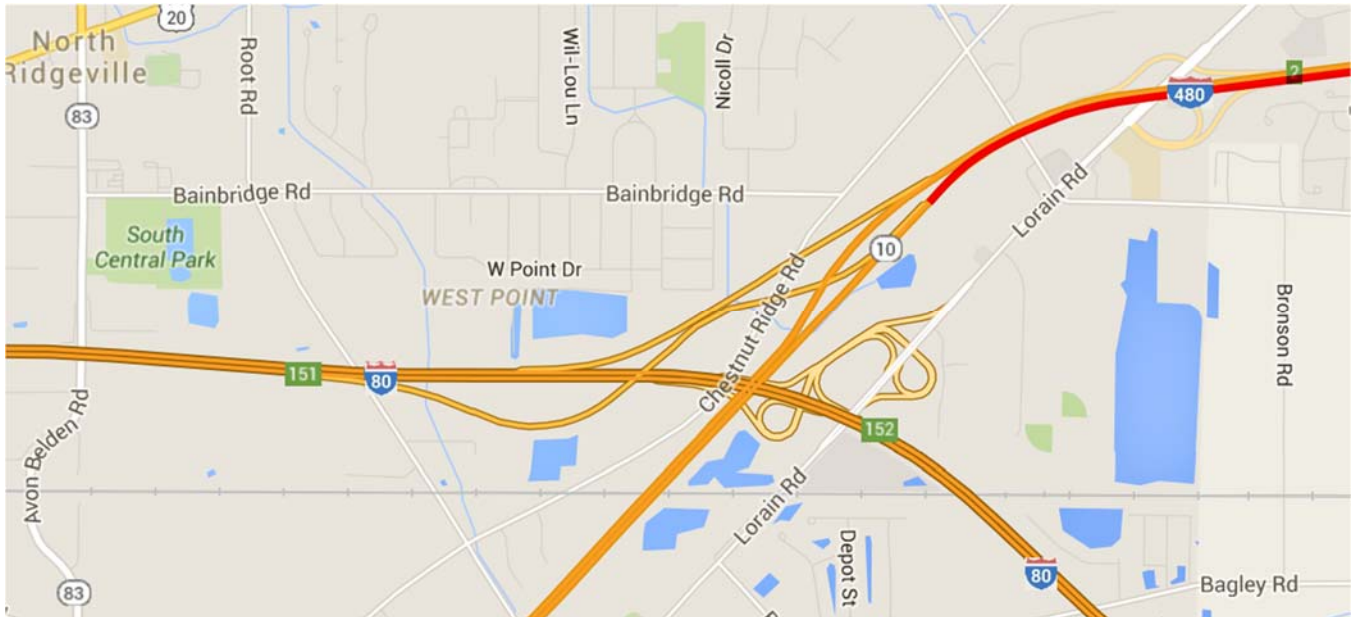 20
North
Ridgeville
Root Rd
Wil-Lou Ln
Nicoll Dr
2
480
83
Bainbridge Rd
Bainbridge Rd
Lorain Rd
South
Central Park
10
W Point Dr
WEST POINT
Chestnut Ridge Rd
Bronson Rd
151
80
Avon Belden Rd
152
Lorain Rd
Depot St
80
Bagley Rd
83